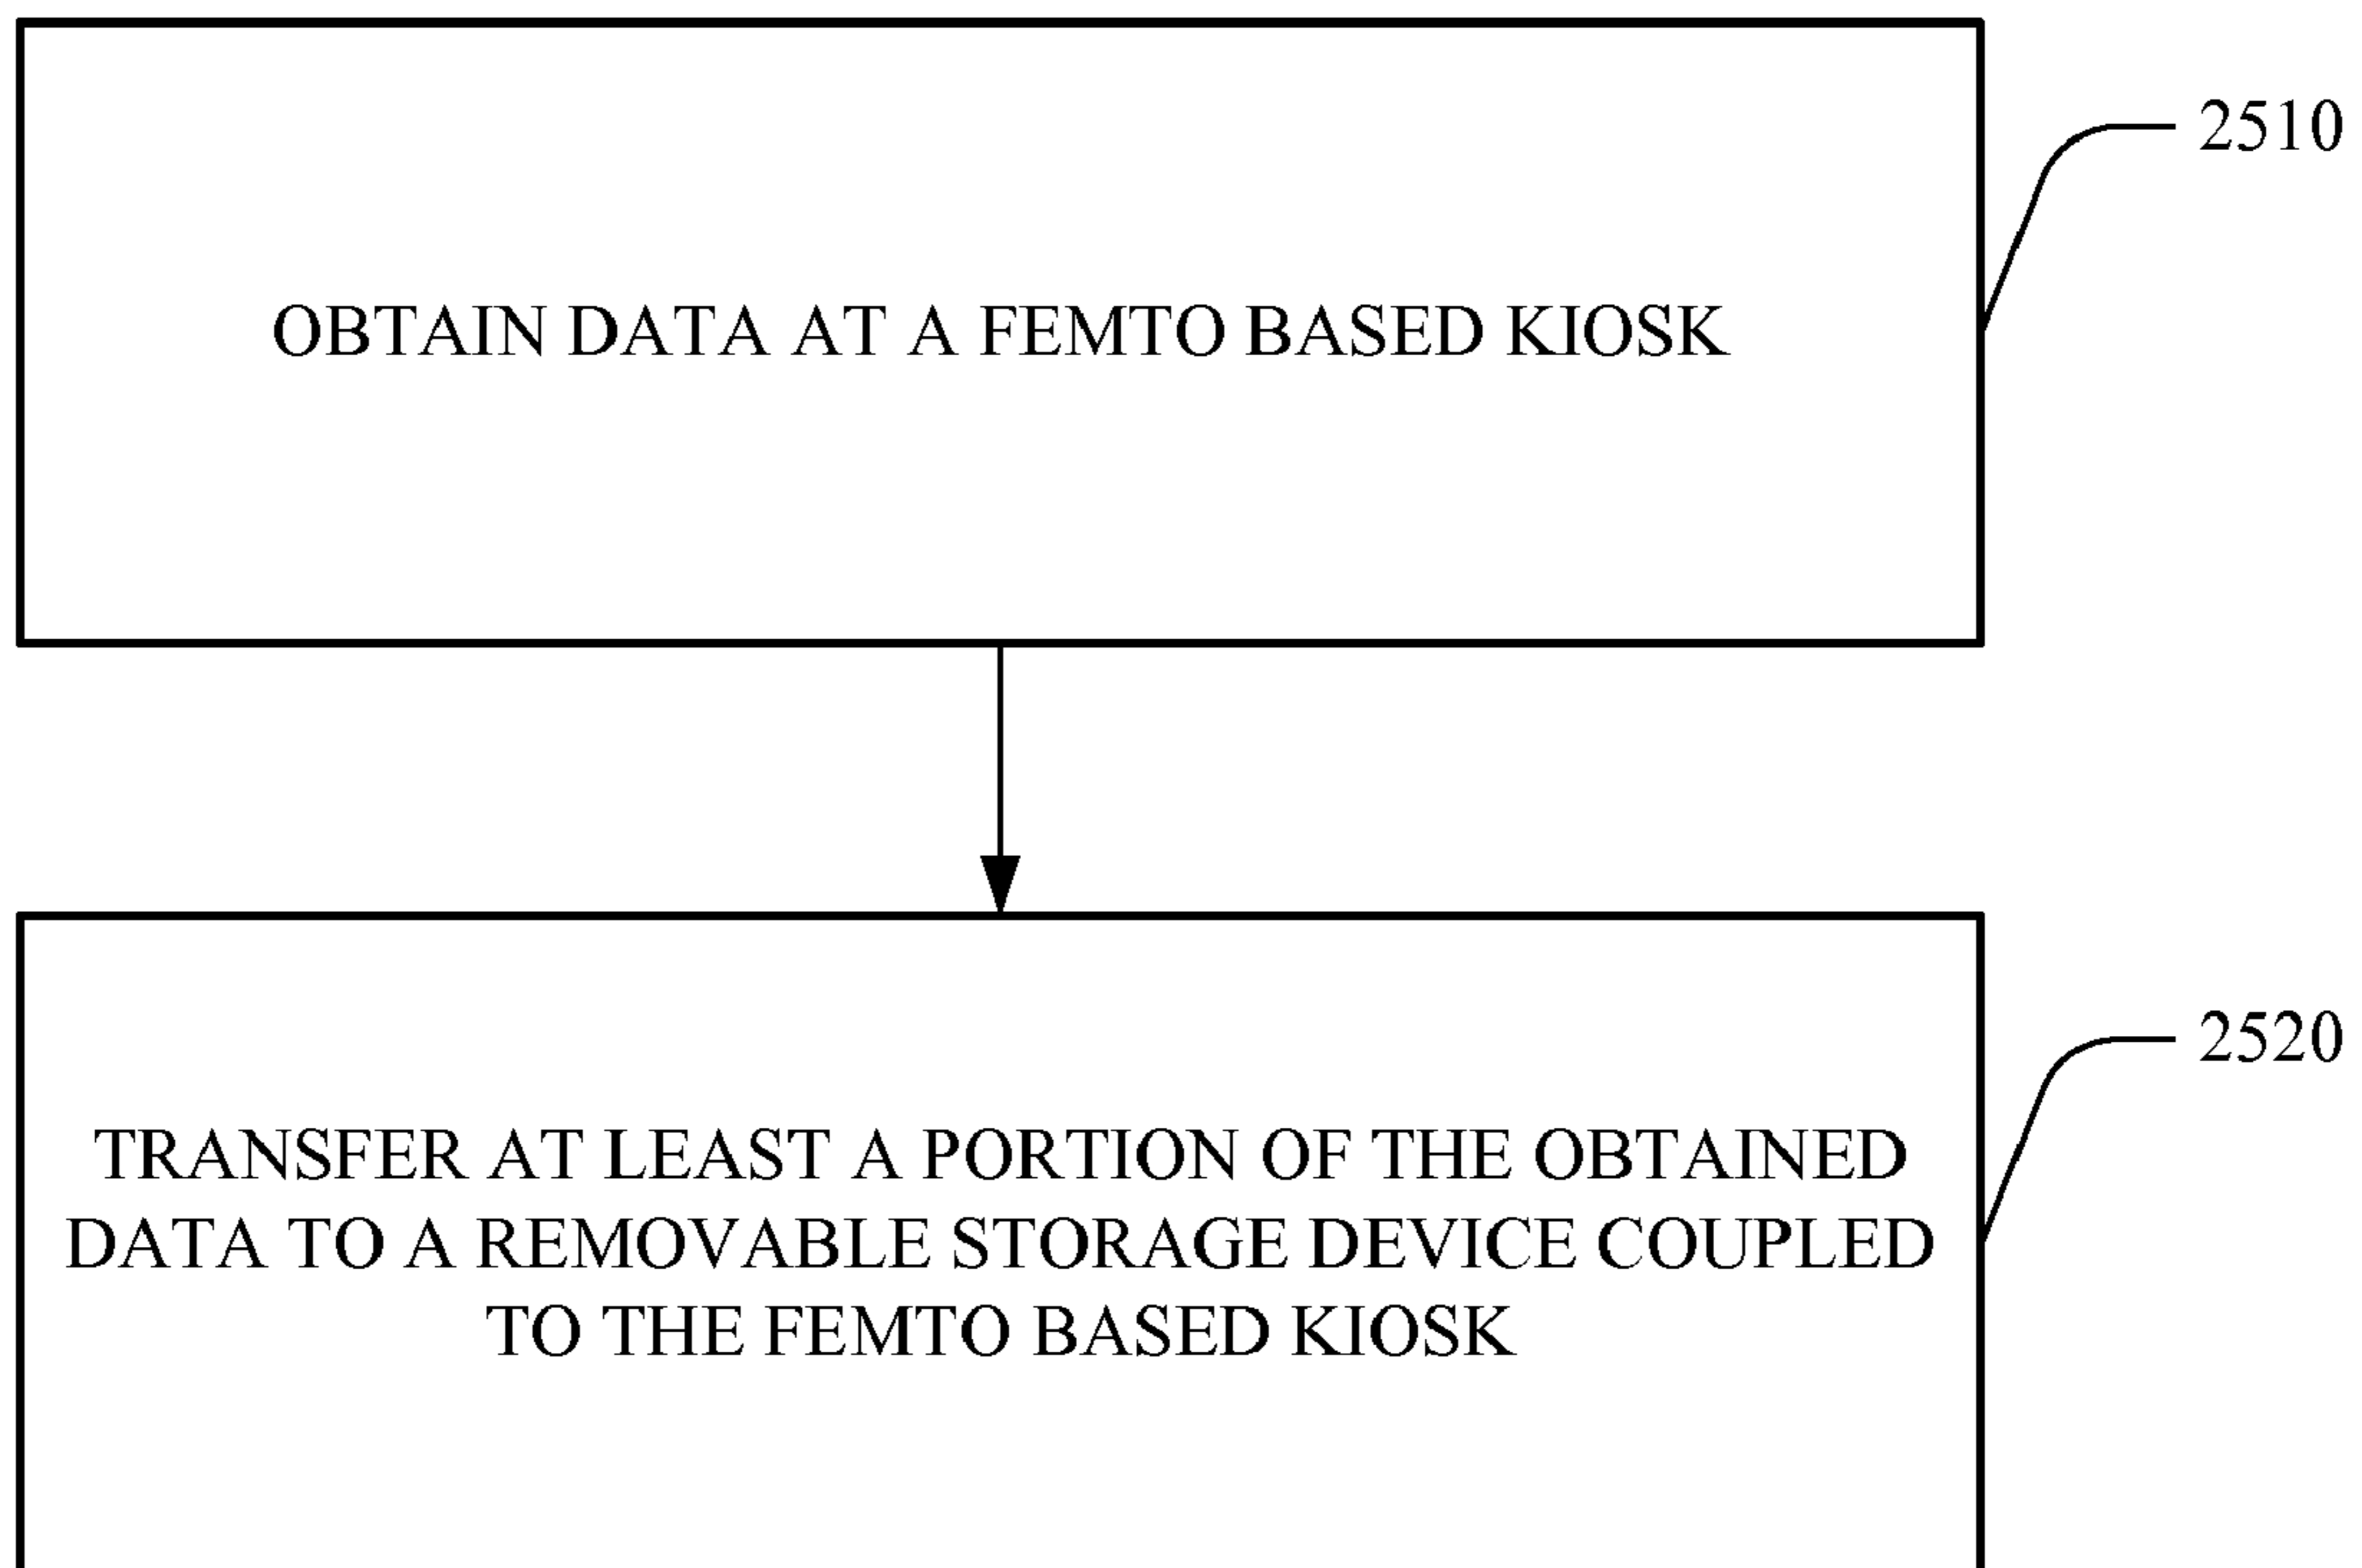 OBTAIN DATA AT A FEMTO BASED KIOSK
2510
TRANSFER AT LEAST A PORTION OF THE OBTAINED
DATA TO A REMOVABLE STORAGE DEVICE COUPLED
TO THE FEMTO BASED KIOSK
2520